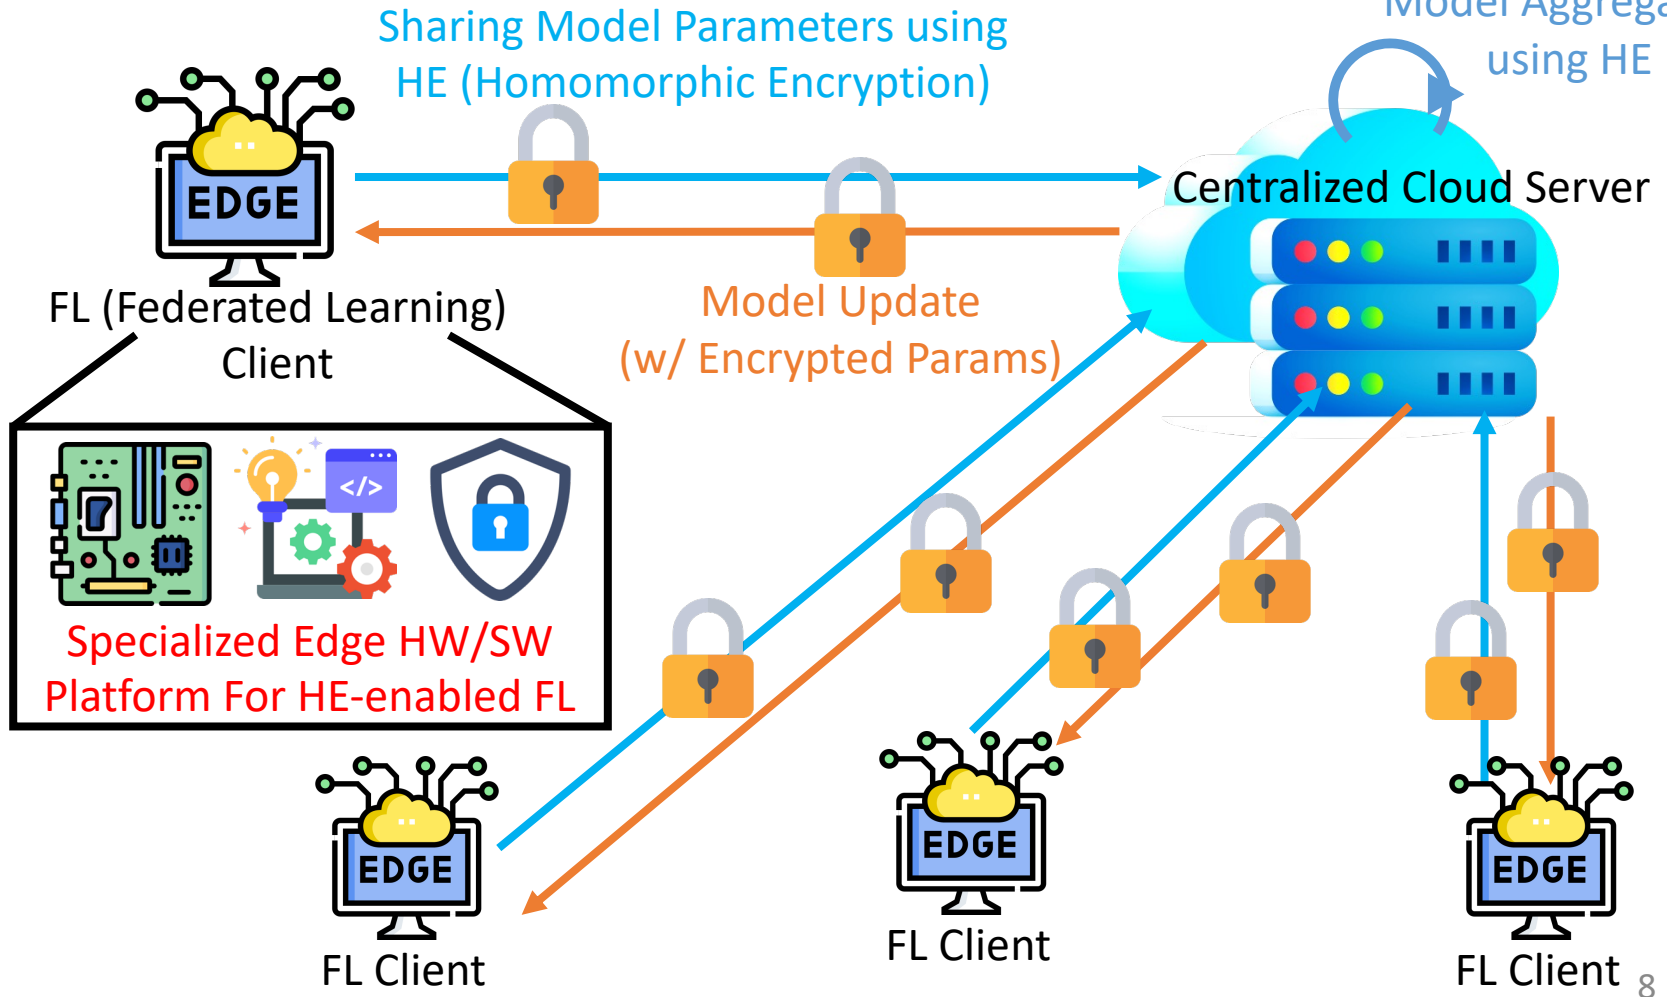 Sharing Model Parameters using
HE (Homomorphic Encryption)
Model
using HE
EDGE
Centralized Cloud Server
FL (Federated Learning)
Client
Model Update
(w/ Encrypted Params)
</>
Specialized Edge HW/SW
Platform For HE-enabled FL
EDGE
FL Client
EDGE
FL Client
EDGE
FL Client
8